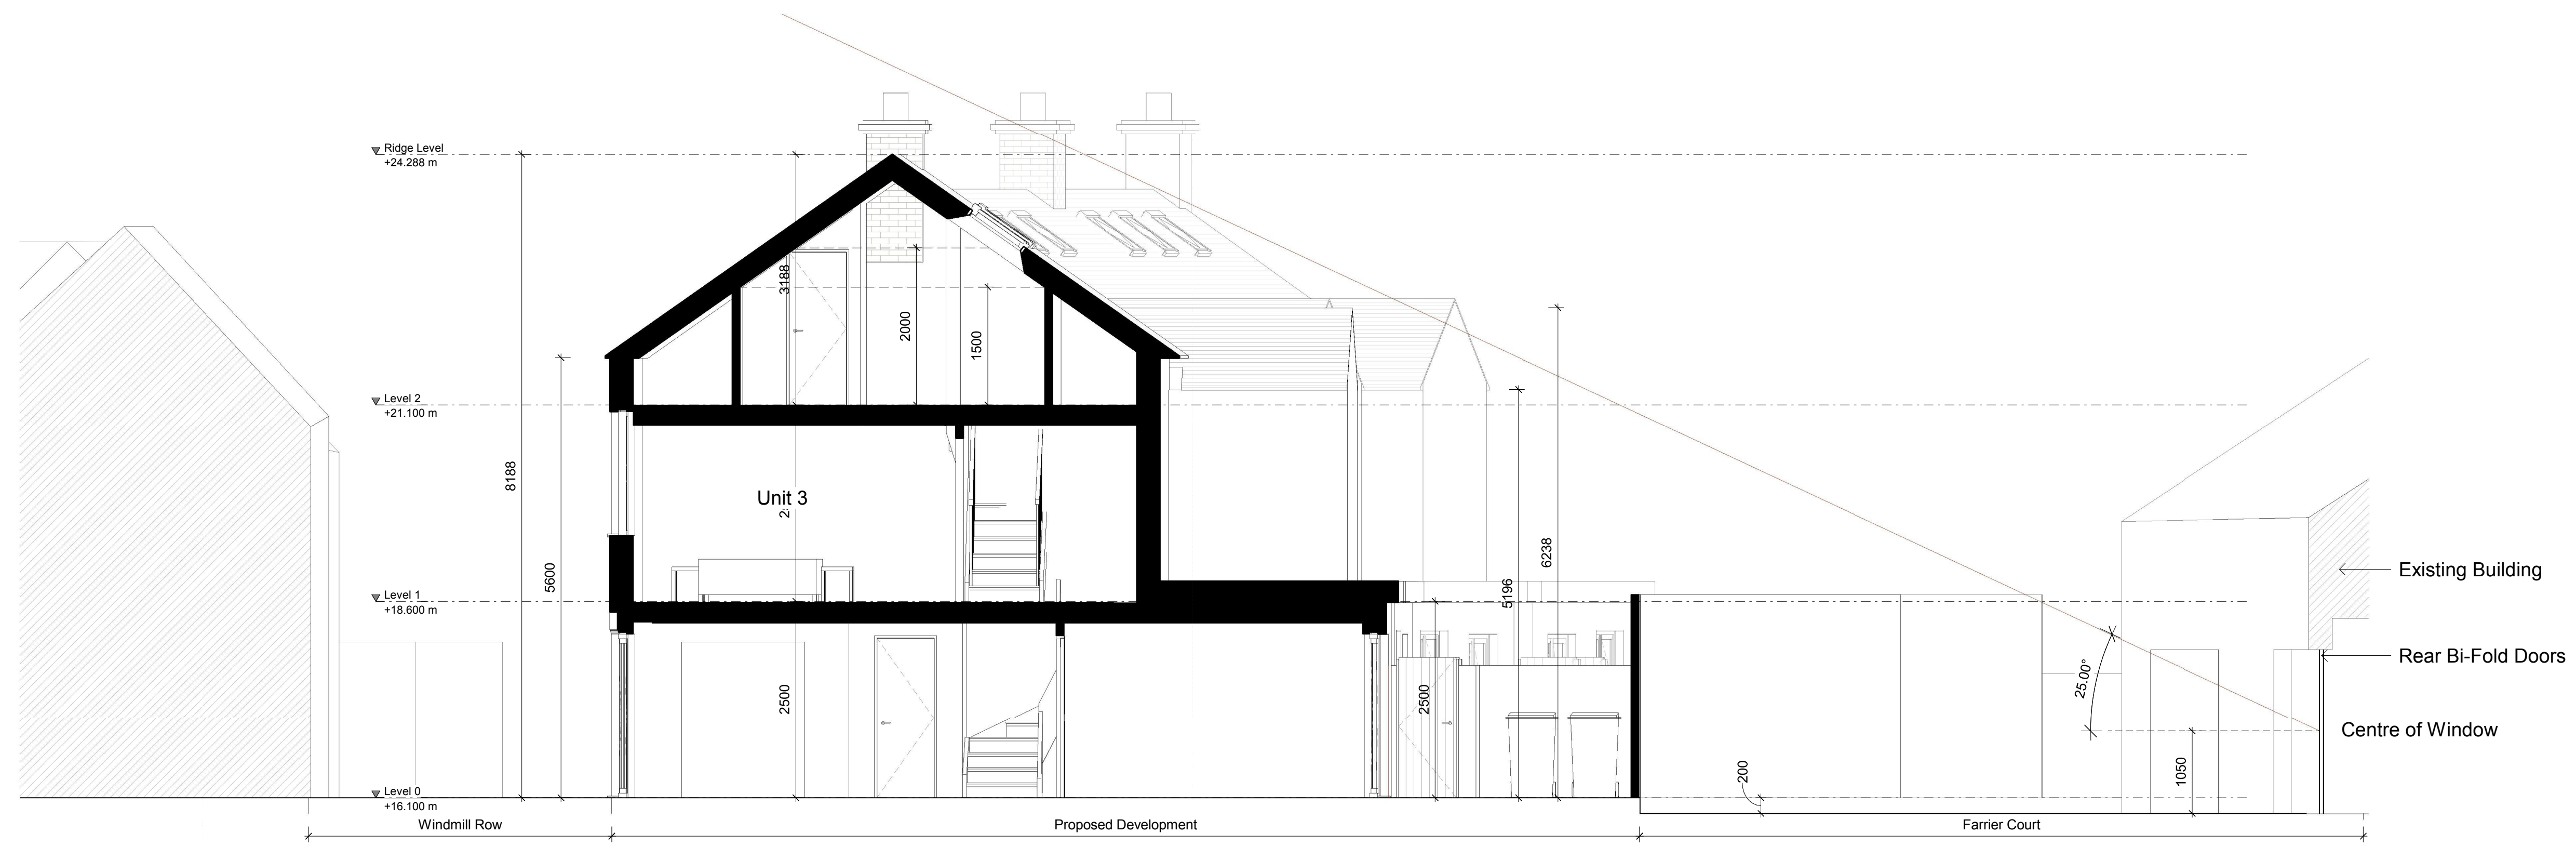 Ridge Level
+24.288 m
3188
2000
1500
Level 2
+21.100 m
8188
Unit 3
5600
6238
5196
Existing Building
Level 1
+18.600 m
Rear Bi-Fold Doors
25.00°
2500
2500
Centre of Window
200
1050
Level 0
+16.100 m
Windmill Row
Proposed Development
Farrier Court